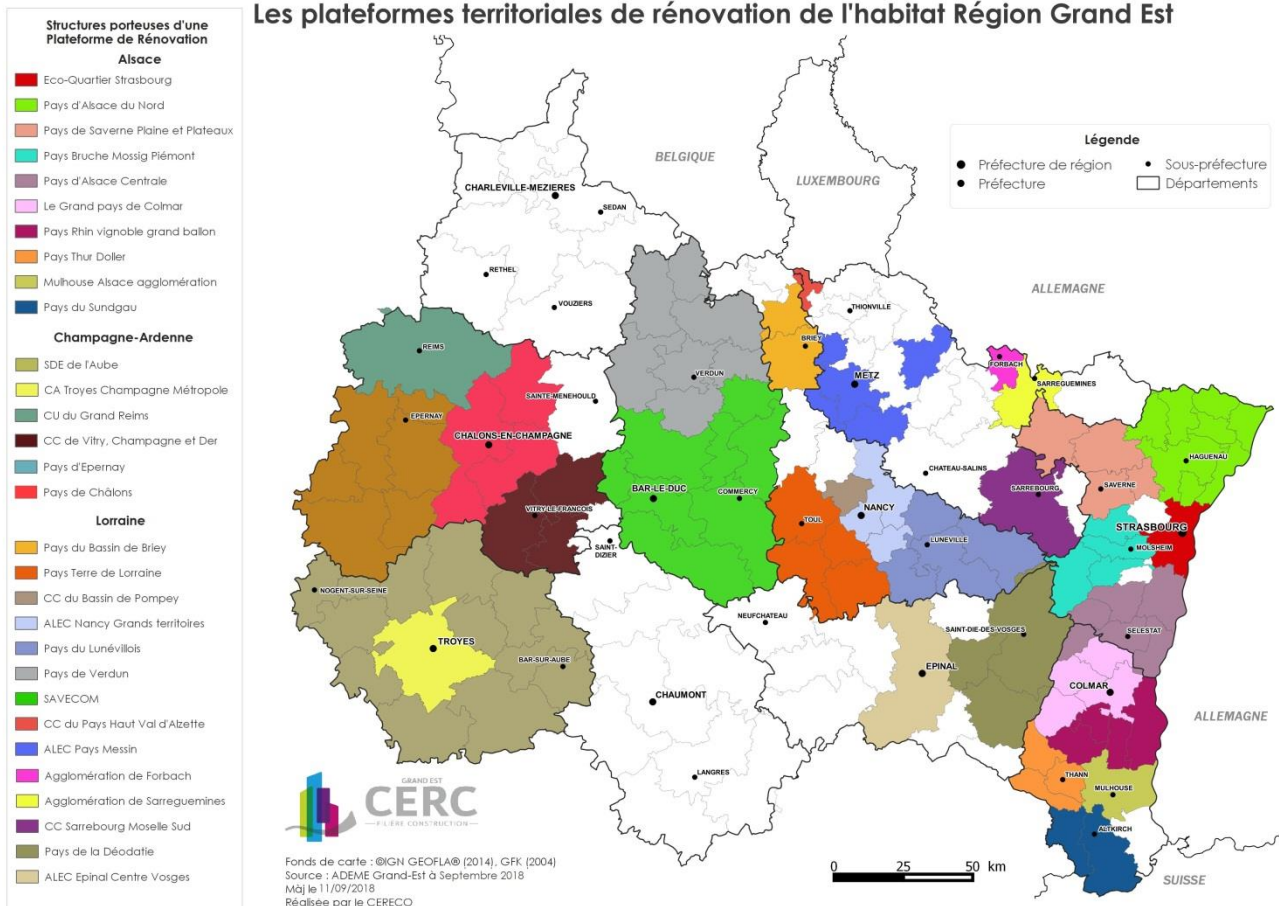 Les plateformes territoriales de rénovation de l'habitat Région Grand Est
Structures porteuses d'une
Plateforme de Rénovation
Alsace
Eco-Quartier Strasbourg
Pays d'Alsace du Nord
Pays de Saverne Plaine et Plateaux
Pays Bruche Mossig Piémont
Pays d'Alsace Centrale
Le Grand pays de Colmar
Pays Rhin vignoble grand ballon
Pays Thur Doller
Mulhouse Alsace agglomération
Pays du Sundgau
Champagne-Ardenne
SDE de l'Aube
CA Troyes Champagne Métropole
CU du Grand Reims
CC de Vitry, Champagne et Der
Pays d'Epernay
Pays de Châlons
Lorraine
Pays du Bassin de Briey
Pays Terre de Lorraine
CC du Bassin de Pompey
ALEC Nancy Grands territoires
Pays du Lunévillois
Pays de Verdun
SAVECOM
CC du Pays Haut Val d'Alzette
ALEC Pays Messin
Agglomération de Forbach
Agglomération de Sarreguemines
CC Sarrebourg Moselle Sud
Pays de la Déodatie
ALEC Epinal Centre Vosges
Légende
Préfecture de région
Sous-préfecture
Préfecture
Départements
BELGIQUE
LUXEMBOURG
CHARLEVILLE-MEZIERES
SEDAN
RETHEL
VOUZIERS
THIONVILLE
ALLEMAGNE
REIMS
BRIEY
FORBACH
VERDUN
METZ
SARREGUEMINES
SAINTE-MENEHOULD
EPERNAY
CHALONS-EN-CHAMPAGNE
HAGUENAU
CHATEAU-SALINS
SAVERNE
BAR-LE-DUC
COMMERCY
SARREBOURG
VITRY-LE-FRANCOIS
TOUL
NANCY
STRASBOURG
SAINT-
DIZIER
LUNEVILLE
MOLSHEIM
NOGENT-SUR-SEINE
NEUFCHATEAU
SAINT-DIE-DES-VOSGES
SELESTAT
TROYES
BAR-SUR-AUBE
EPINAL
CHAUMONT
COLMAR
ALLEMAGNE
LANGRES
THANN
MULHOUSE
ALTKIRCH
SUISSE
GRAND EST
CERC
FILIÈRE CONSTRUCTION
Fonds de carte : ©IGN GEOFLA® (2014), GFK (2004)
Source : ADEME Grand-Est à Septembre 2018
Màj le 11/09/2018
Réalisée par le CERECO
0 25 50 km